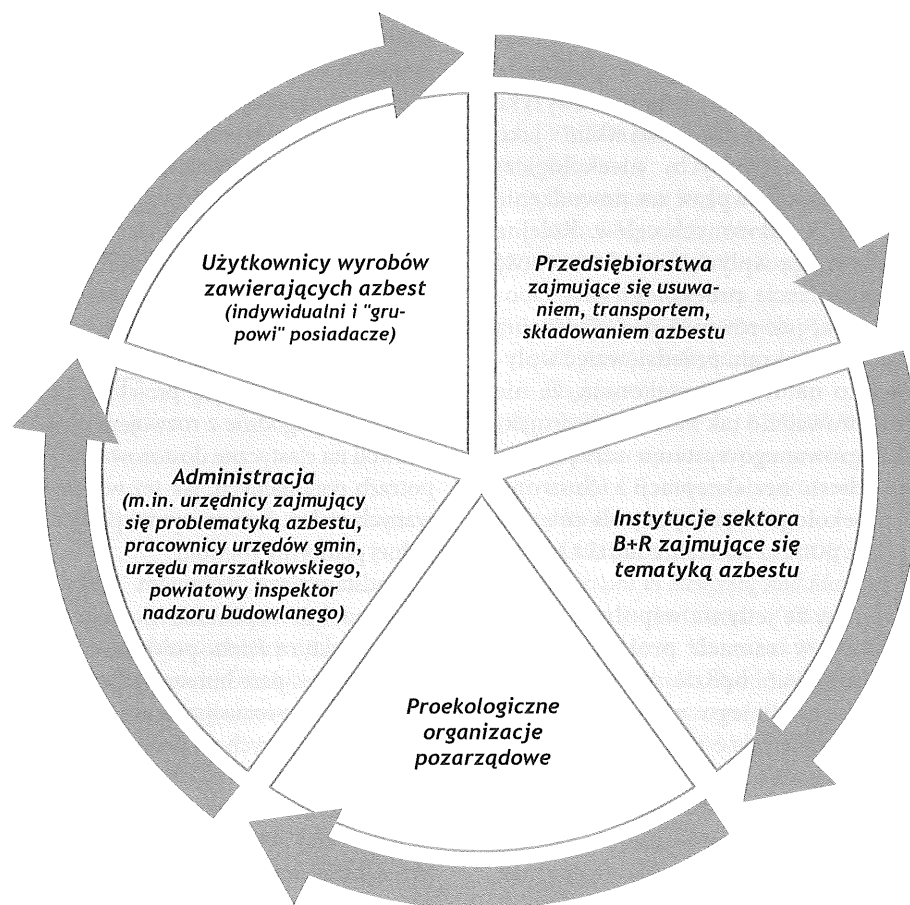 Użytkownicy wyrobów
zawierających azbest
(indywidualni i "gru-
powi" posiadacze)
Przedsiębiorstwa
zajmujące się usuwa-
niem, transportem,
składowaniem azbestu
Instytucje sektora
B+R zajmujące się
tematyką azbestu
Proekologiczne
organizacje
pozarządowe
Administracja
(m.in. urzędnicy zajmujący
się problematyką azbestu,
pracownicy urzędów gmin,
urzędu marszałkowskiego,
powiatowy inspektor
nadzoru budowlanego)